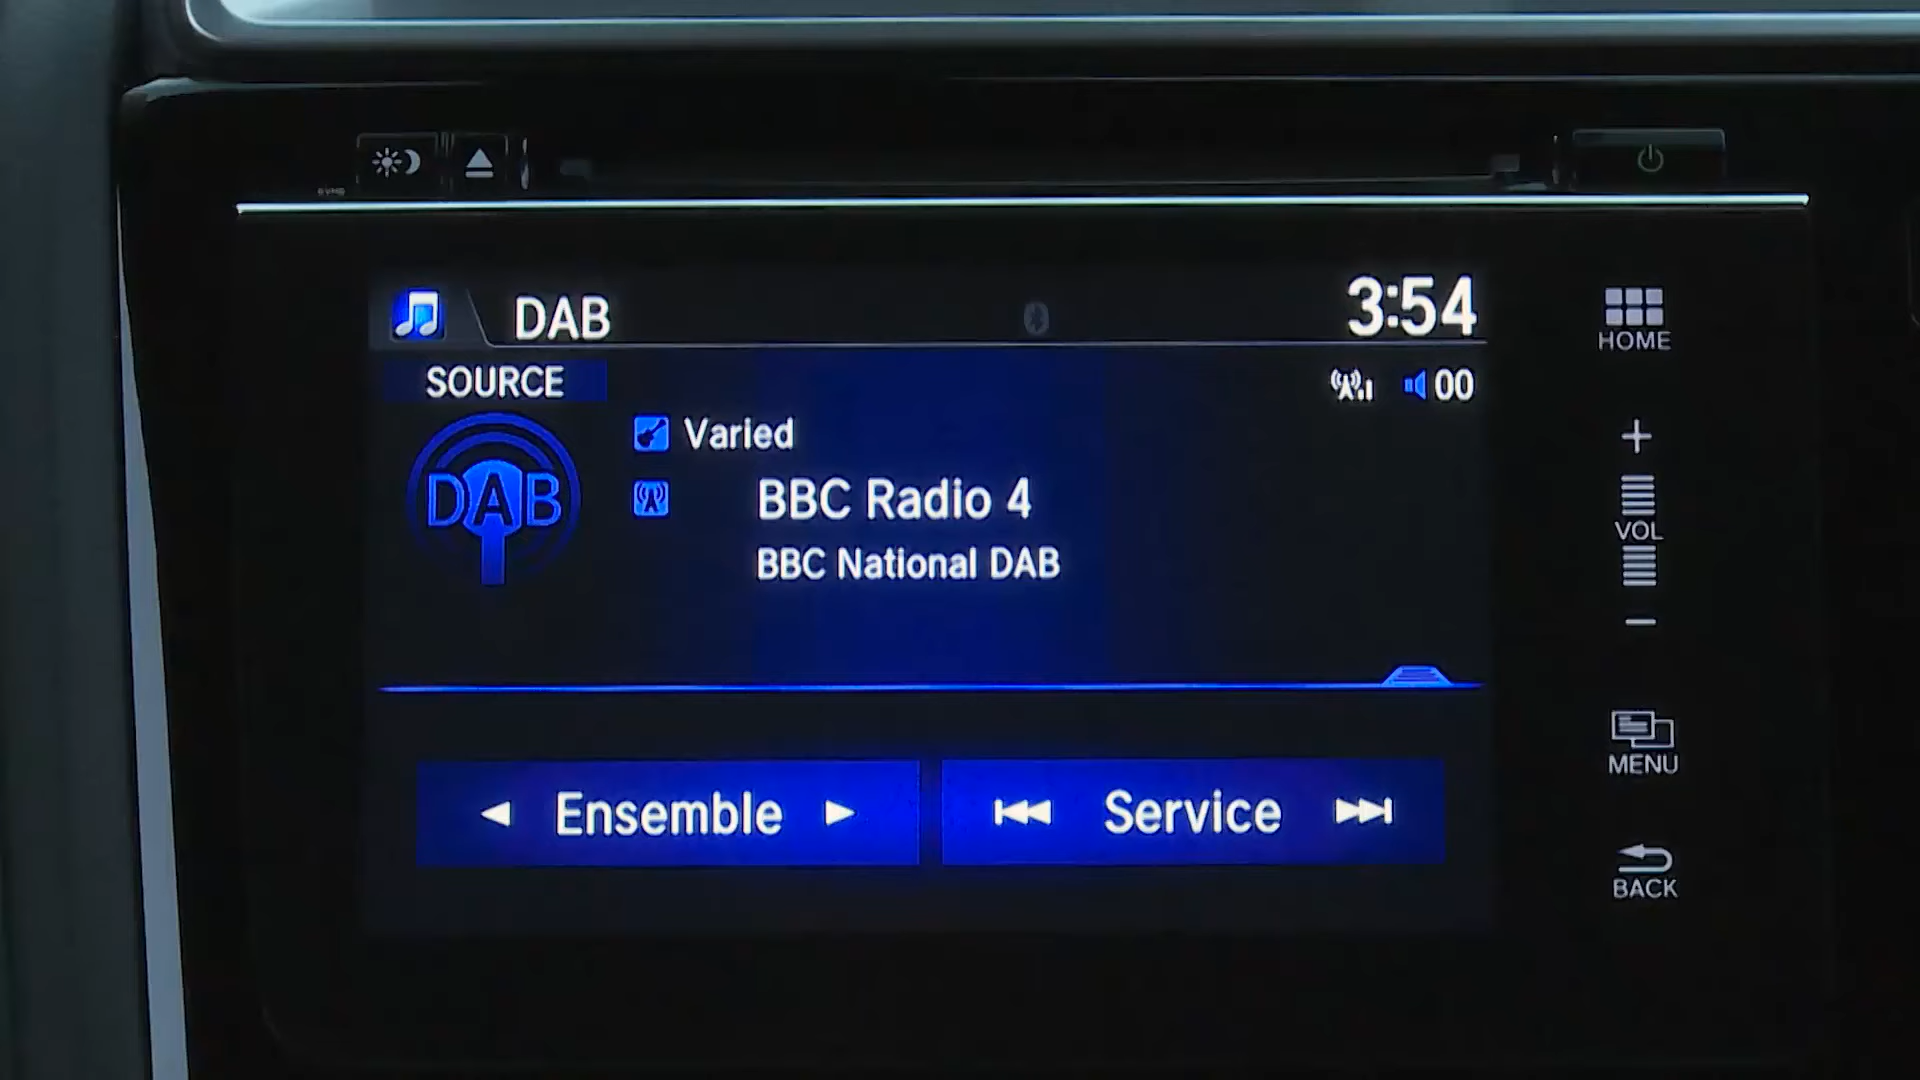 DAB
3:54
SOURCE
00
Varied
DAB
BBC Radio 4
BBC National DAB
Ensemble
Service
HOME
+
VOL
−
MENU
BACK